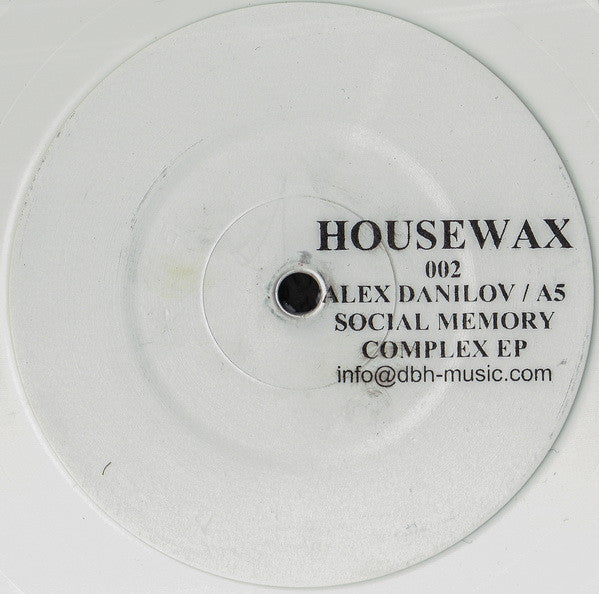 HOUSEWAX
002
ALEX DANILOV / A5
SOCIAL MEMORY
COMPLEX EP
info@dbh-music.com